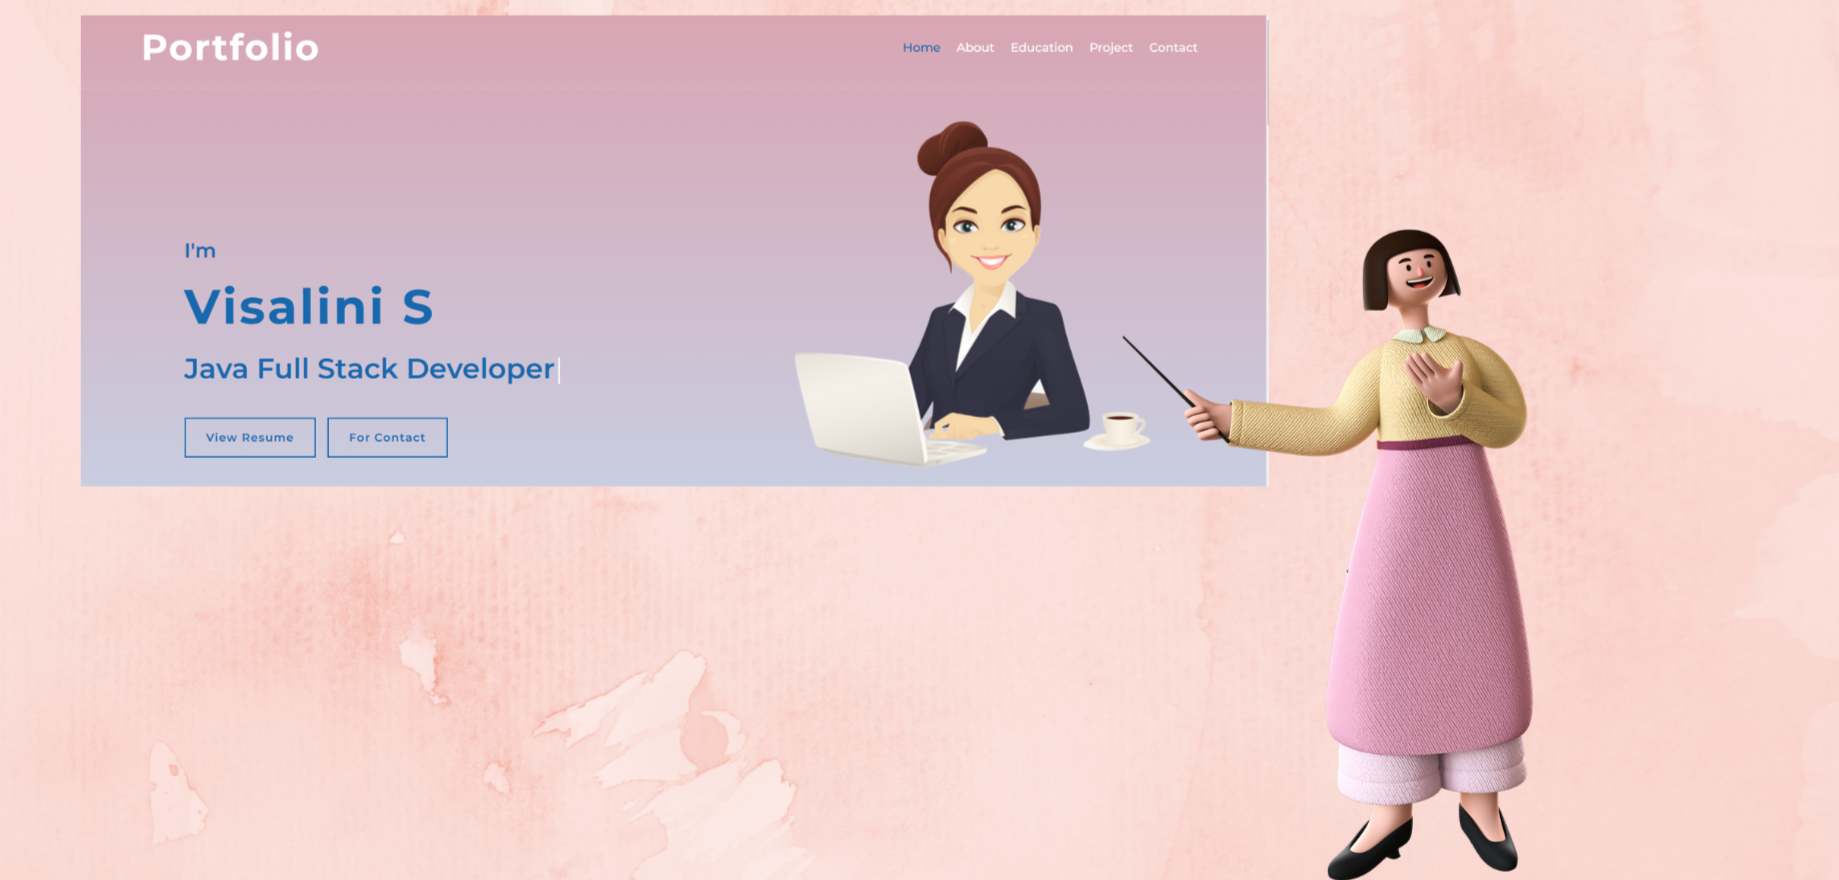 Portfolio
Home About Education Project Contact
I'm
Visalini S
Java Full Stack Developer
View Resume For Contact